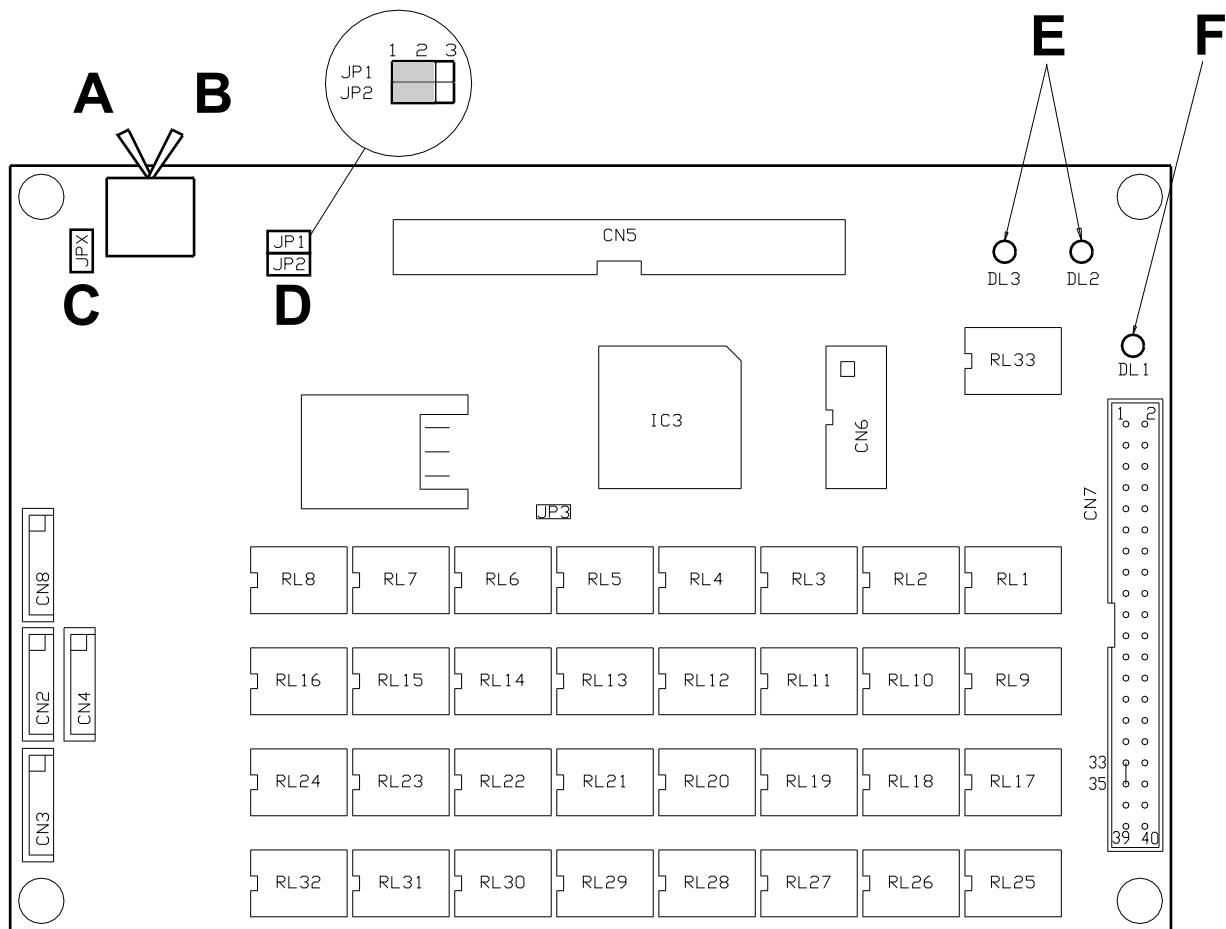 E F
1 2 3
JP1
JP2
A B
JPX
JP1
JP2
CN5
C D
DL3 DL2
RL33
DL1
IC3
CN6
1 2
CN7
JP3
CN8
RL8 RL7 RL6 RL5 RL4 RL3 RL2 RL1
CN2 CN4
RL16 RL15 RL14 RL13 RL12 RL11 RL10 RL9
33
35
CN3
RL24 RL23 RL22 RL21 RL20 RL19 RL18 RL17
39 40
RL32 RL31 RL30 RL29 RL28 RL27 RL26 RL25